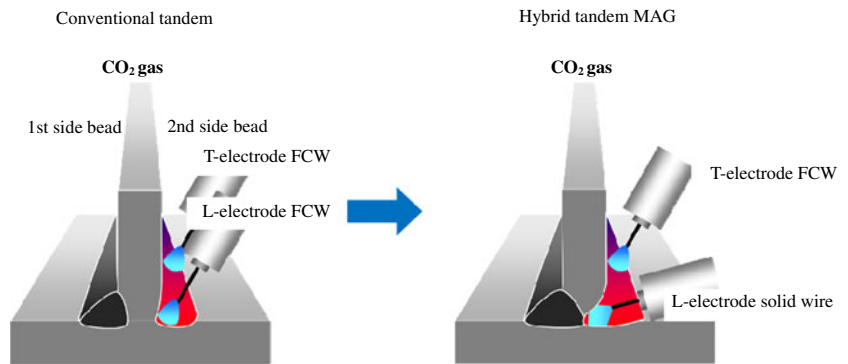 Conventional tandem
CO₂ gas
1st side bead
2nd side bead
T-electrode FCW
L-electrode FCW
Hybrid tandem MAG
CO₂ gas
T-electrode FCW
L-electrode solid wire